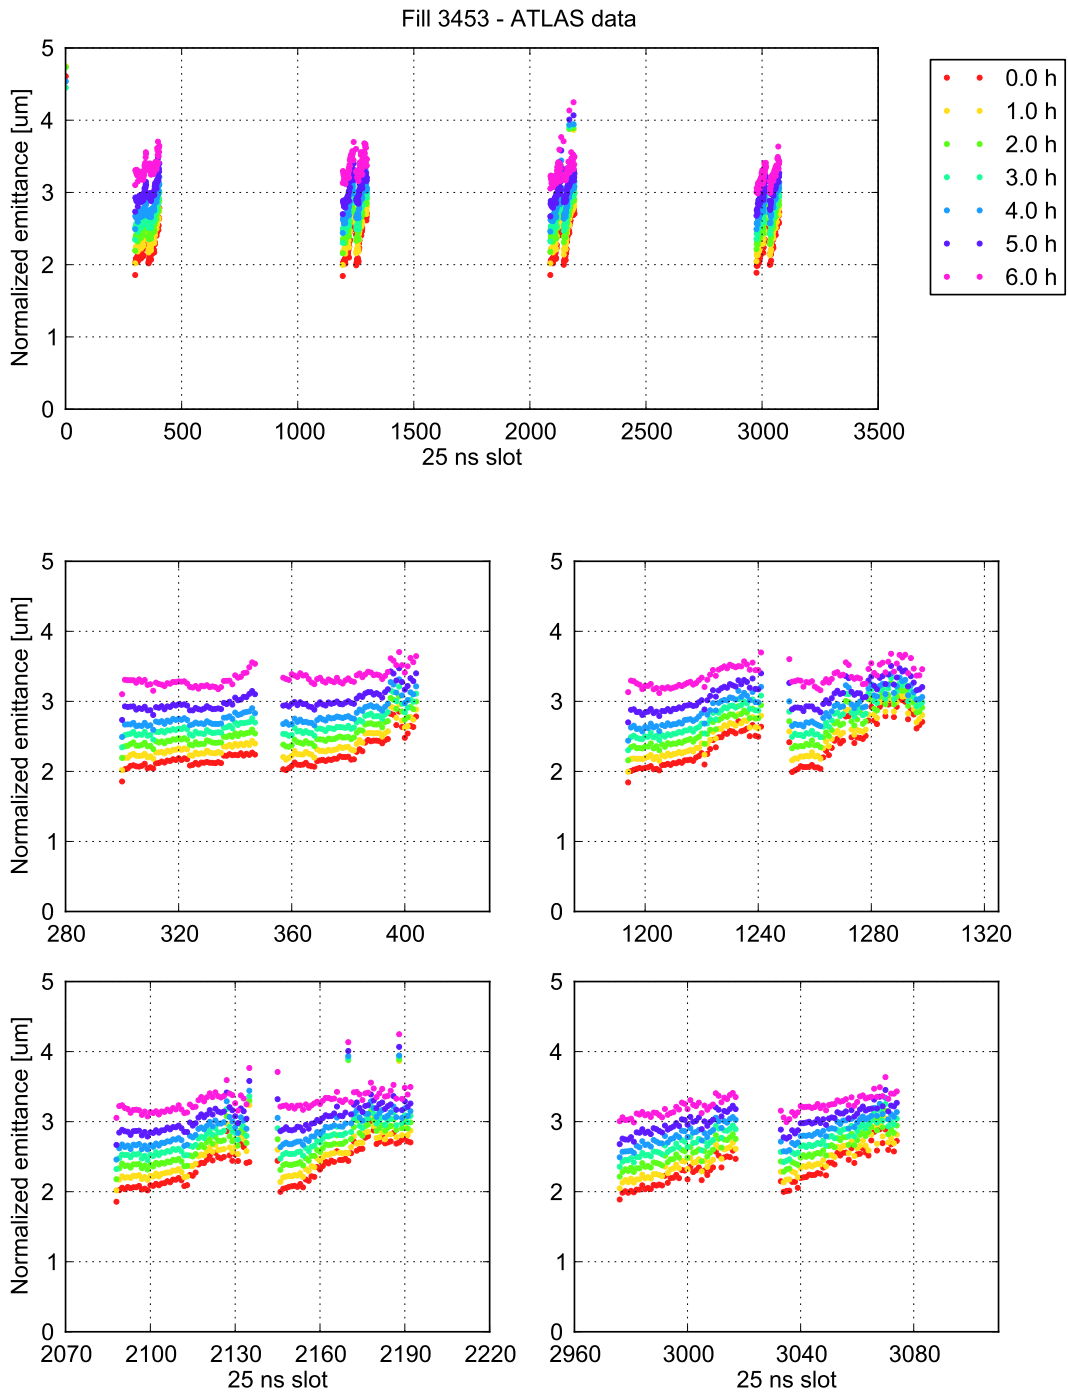 Fill 3453 - ATLAS data
Normalized emittance [um]
5
4
3
2
1
0
0 500 1000 1500 2000 2500 3000 3500
25 ns slot
0.0 h
1.0 h
2.0 h
3.0 h
4.0 h
5.0 h
6.0 h
Normalized emittance [um]
5
4
3
2
1
0
280 320 360 400
5
4
3
2
1
0
1200 1240 1280 1320
Normalized emittance [um]
5
4
3
2
1
0
2070 2100 2130 2160 2190 2220
25 ns slot
5
4
3
2
1
0
2960 3000 3040 3080
25 ns slot